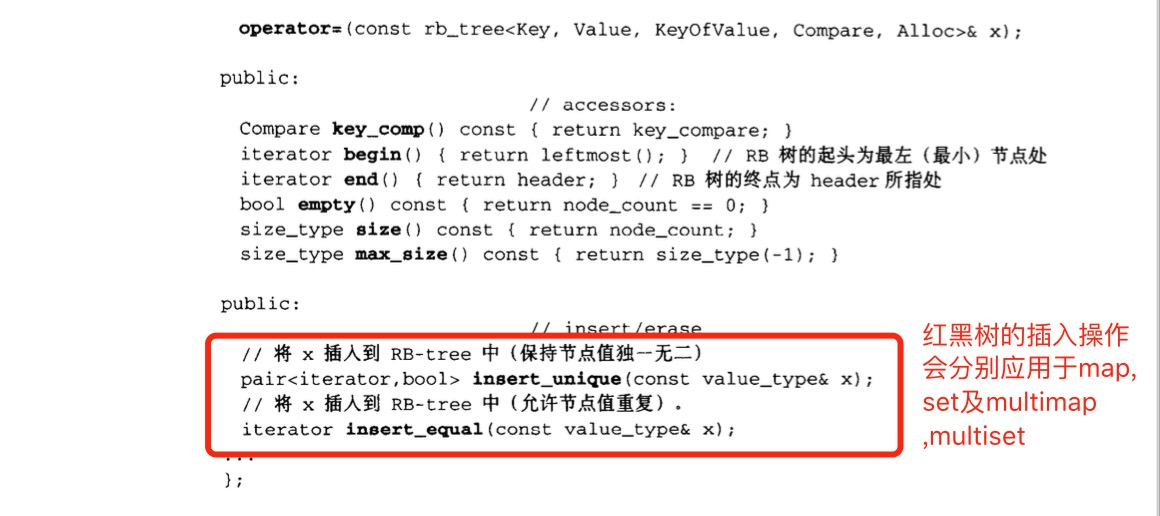 operator=(const rb_tree<Key, Value, KeyOfValue, Compare, Alloc>& x);
public:
// accessors:
Compare key_comp() const { return key_compare; }
iterator begin() { return leftmost(); } // RB 树的起头为最左（最小）节点处
iterator end() { return header; } // RB 树的终点为 header 所指处
bool empty() const { return node_count == 0; }
size_type size() const { return node_count; }
size_type max_size() const { return size_type(-1); }
public:
// insert/erase
// 将 x 插入到 RB-tree 中（保持节点值独一无二）
pair<iterator,bool> insert_unique(const value_type& x);
// 将 x 插入到 RB-tree 中（允许节点值重复）。
iterator insert_equal(const value_type& x);
...
};
红黑树的插入操作
会分别应用于map,
set及multimap
,multiset